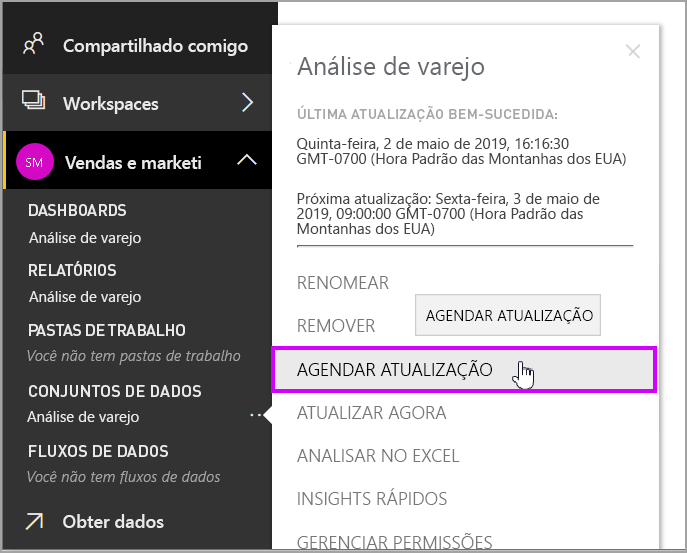 Compartilhado comigo
Workspaces
SM
Vendas e marketi
DASHBOARDS
Análise de varejo
RELATÓRIOS
Análise de varejo
PASTAS DE TRABALHO
Você não tem pastas de trabalho
CONJUNTOS DE DADOS
Análise de varejo
FLUXOS DE DADOS
Você não tem fluxos de dados
Obter dados
Análise de varejo
ÚLTIMA ATUALIZAÇÃO BEM-SUCEDIDA:
Quinta-feira, 2 de maio de 2019, 16:16:30
GMT-0700 (Hora Padrão das Montanhas dos EUA)
Próxima atualização: Sexta-feira, 3 de maio de
2019, 09:00:00 GMT-0700 (Hora Padrão das
Montanhas dos EUA)
RENOMEAR
REMOVER
AGENDAR ATUALIZAÇÃO
AGENDAR ATUALIZAÇÃO
ATUALIZAR AGORA
ANALISAR NO EXCEL
INSIGHTS RÁPIDOS
GERENCIAR PERMISSÕES